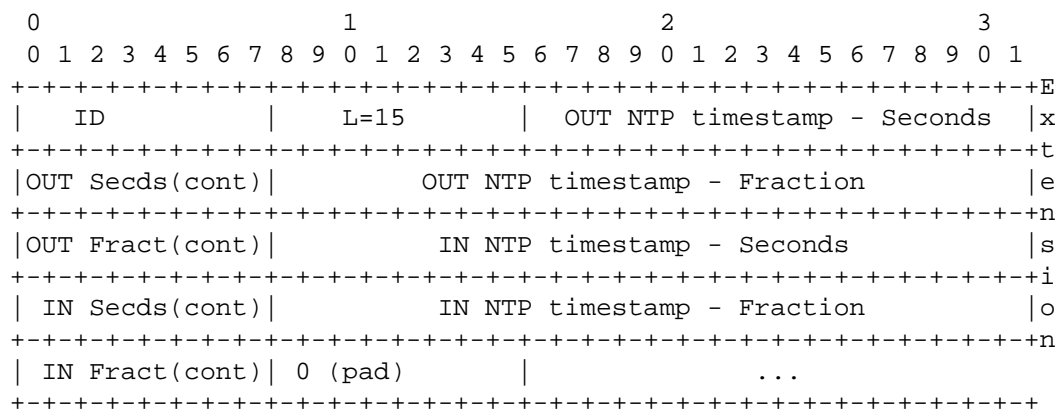 0                   1                   2                   3
 0 1 2 3 4 5 6 7 8 9 0 1 2 3 4 5 6 7 8 9 0 1 2 3 4 5 6 7 8 9 0 1
+-+-+-+-+-+-+-+-+-+-+-+-+-+-+-+-+-+-+-+-+-+-+-+-+-+-+-+-+-+-+-+-+E
|   ID          |    L=15       |  OUT NTP timestamp - Seconds  |x
+-+-+-+-+-+-+-+-+-+-+-+-+-+-+-+-+-+-+-+-+-+-+-+-+-+-+-+-+-+-+-+-+t
|OUT Secds(cont)|         OUT NTP timestamp - Fraction          |e
+-+-+-+-+-+-+-+-+-+-+-+-+-+-+-+-+-+-+-+-+-+-+-+-+-+-+-+-+-+-+-+-+n
|OUT Fract(cont)|          IN NTP timestamp - Seconds           |s
+-+-+-+-+-+-+-+-+-+-+-+-+-+-+-+-+-+-+-+-+-+-+-+-+-+-+-+-+-+-+-+-+i
| IN Secds(cont)|          IN NTP timestamp - Fraction          |o
+-+-+-+-+-+-+-+-+-+-+-+-+-+-+-+-+-+-+-+-+-+-+-+-+-+-+-+-+-+-+-+-+n
| IN Fract(cont)| 0 (pad)       |              ...
+-+-+-+-+-+-+-+-+-+-+-+-+-+-+-+-+-+-+-+-+-+-+-+-+-+-+-+-+-+-+-+-+